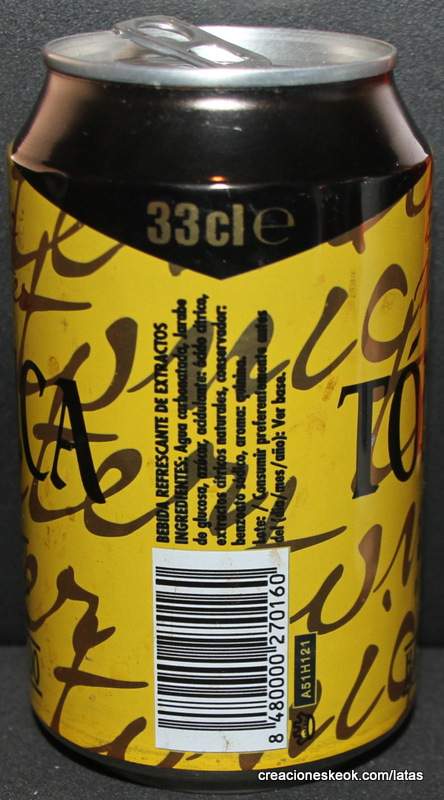 33cl e
CA
TÓ
BEBIDA REFRESCANTE DE EXTRACTOS
INGREDIENTES: Agua carbonatada, jarabe
de glucosa, azúcar, acidulante: ácido cítrico,
extractos cítricos naturales, conservador:
benzoato sódico, aroma: quinina.
Lote: / Consumir preferentemente antes
del (día/mes/año): Ver base.
8 480000 270160
A51H121
creacioneskeok.com/latas